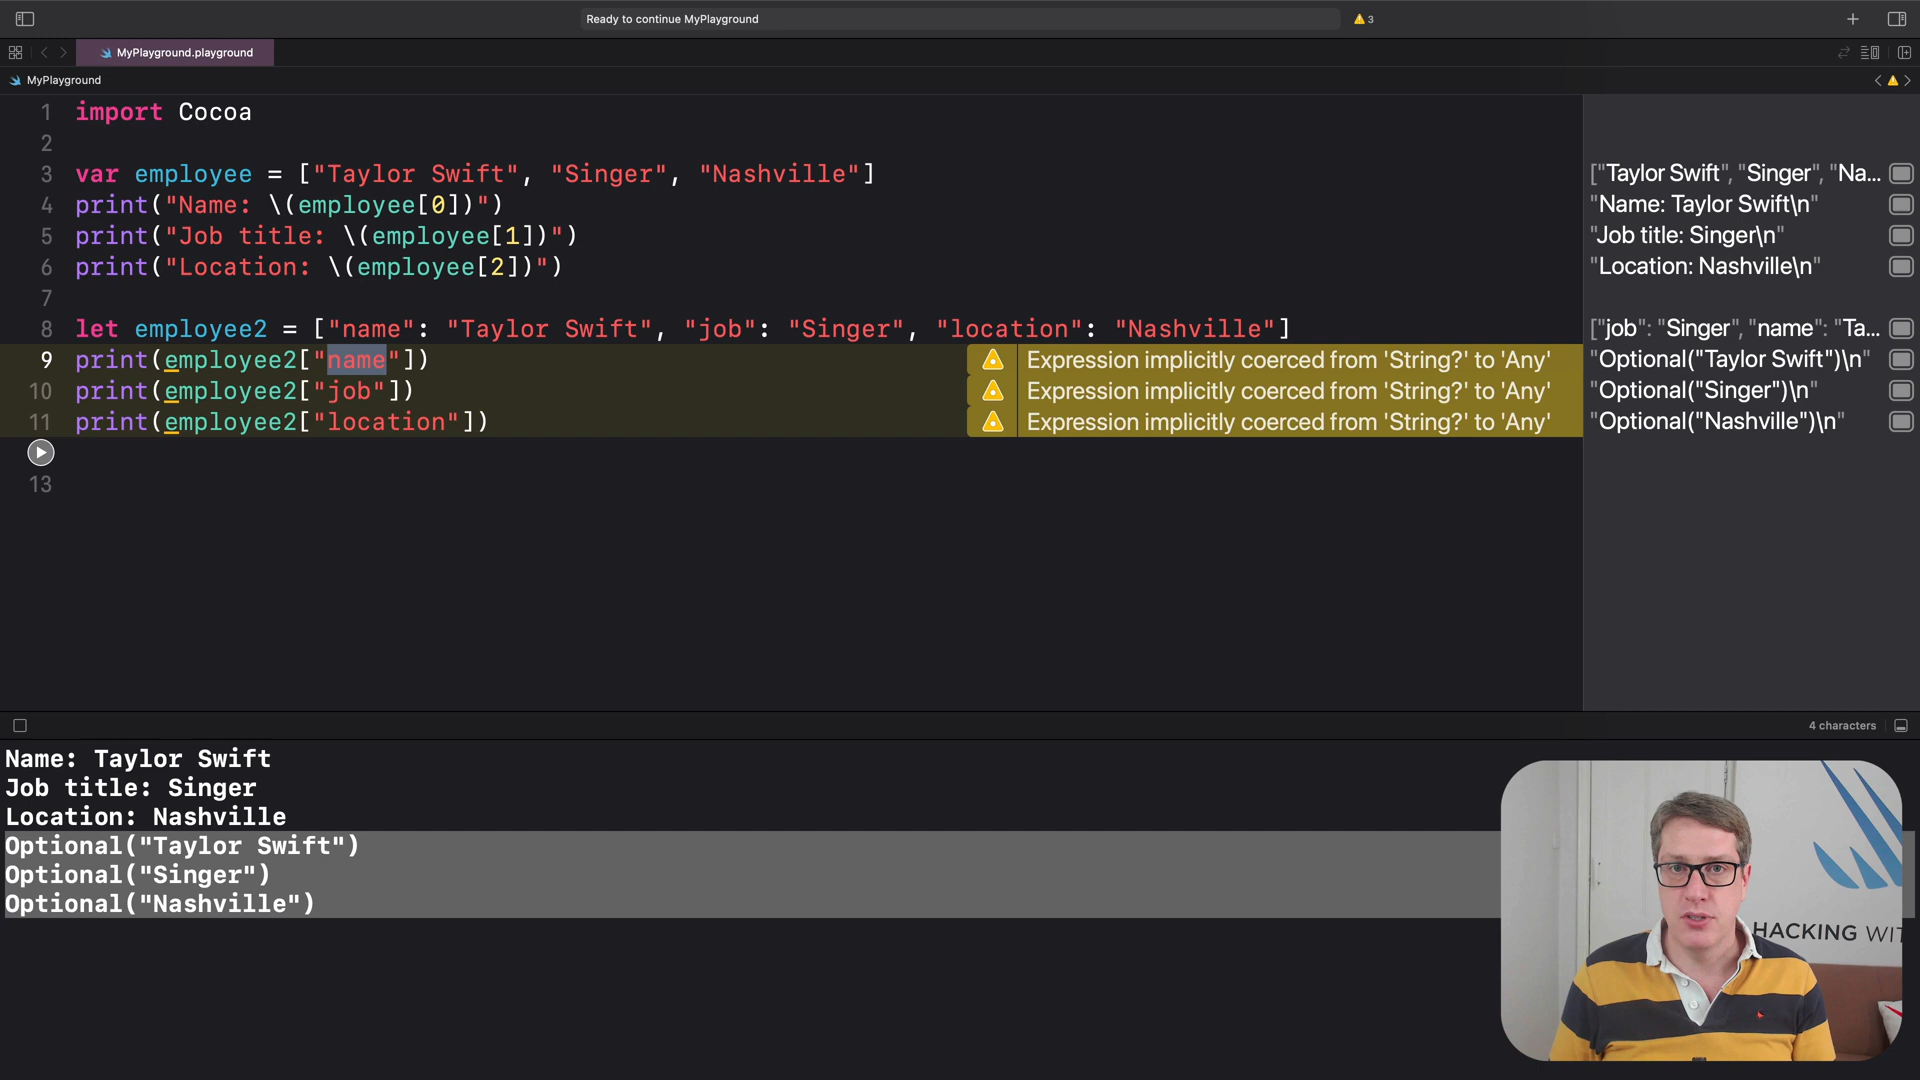 Ready to continue MyPlayground
3
MyPlayground.playground
MyPlayground
1 import Cocoa
2
3 var employee = ["Taylor Swift", "Singer", "Nashville"]
["Taylor Swift", "Singer", "Na...
4 print("Name: \(employee[0])")
"Name: Taylor Swift\n"
5 print("Job title: \(employee[1])")
"Job title: Singer\n"
6 print("Location: \(employee[2])")
"Location: Nashville\n"
7
8 let employee2 = ["name": "Taylor Swift", "job": "Singer", "location": "Nashville"]
["job": "Singer", "name": "Ta...
9 print(employee2["name"])
Expression implicitly coerced from 'String?' to 'Any'
"Optional("Taylor Swift")\n"
10 print(employee2["job"])
Expression implicitly coerced from 'String?' to 'Any'
"Optional("Singer")\n"
11 print(employee2["location"])
Expression implicitly coerced from 'String?' to 'Any'
"Optional("Nashville")\n"
13
4 characters
Name: Taylor Swift
Job title: Singer
Location: Nashville
Optional("Taylor Swift")
Optional("Singer")
Optional("Nashville")
HACKING WIT